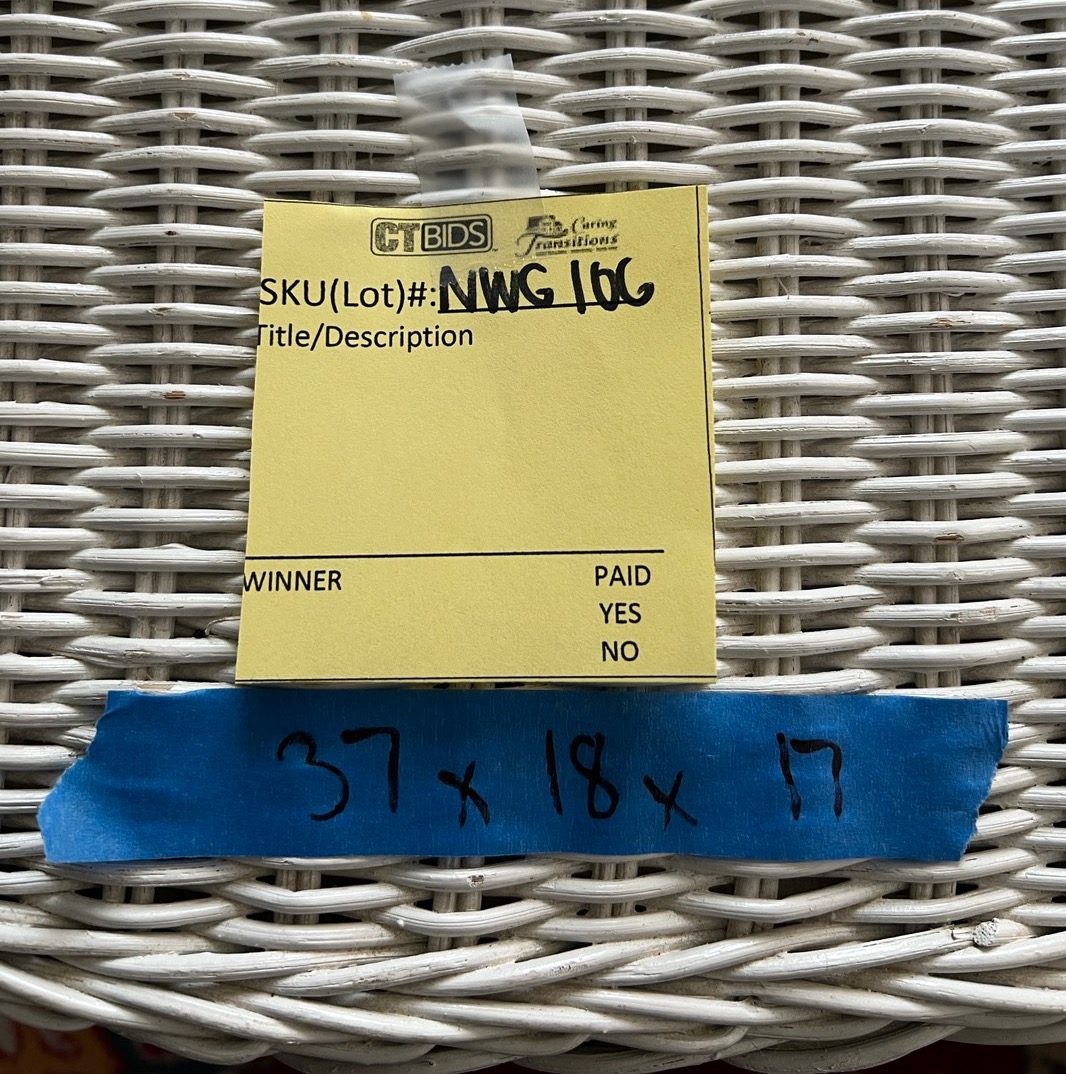 CTBIDS
Caring
Transitions
SKU(Lot)#: NWG 106
Title/Description
WINNER PAID
YES
NO
37 x 18 x 17